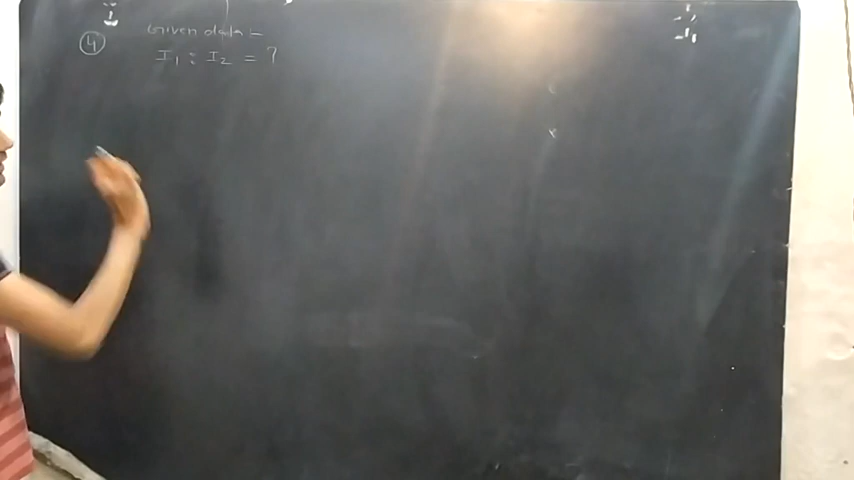 ④ Given data :-
I₁ : I₂ = ?